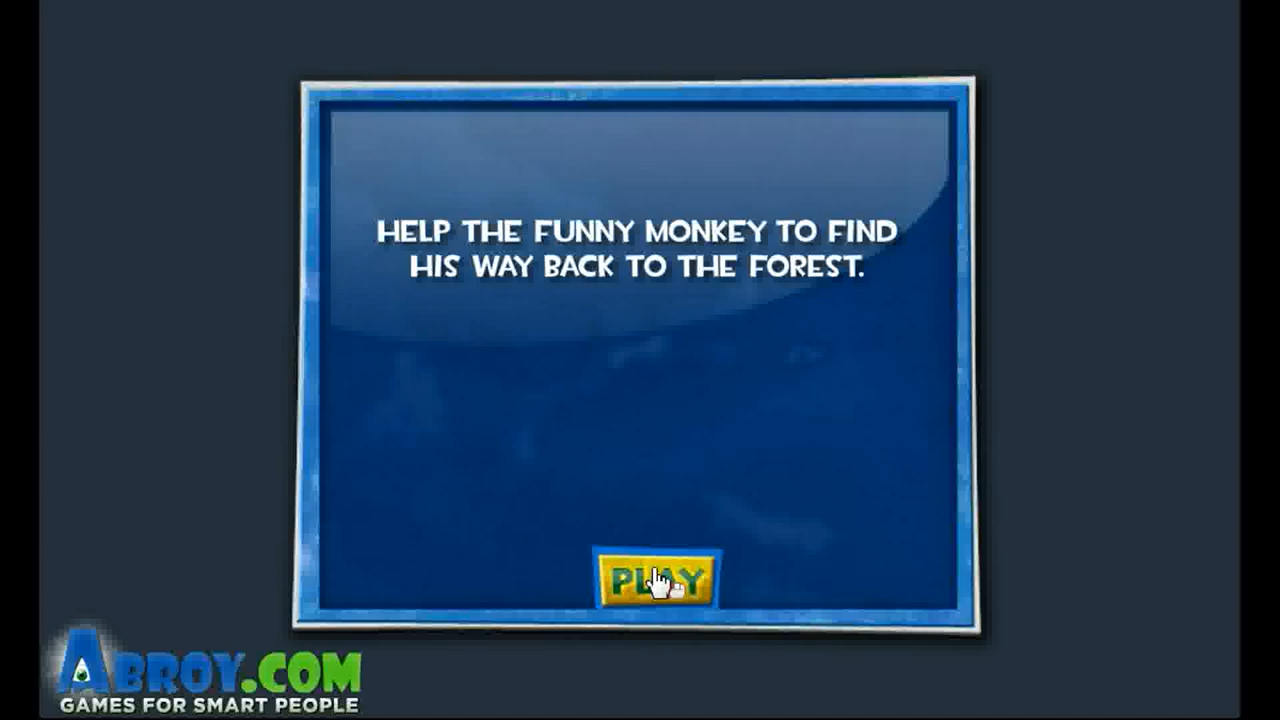 HELP THE FUNNY MONKEY TO FIND
HIS WAY BACK TO THE FOREST.
PLAY
ABROY.COM
GAMES FOR SMART PEOPLE